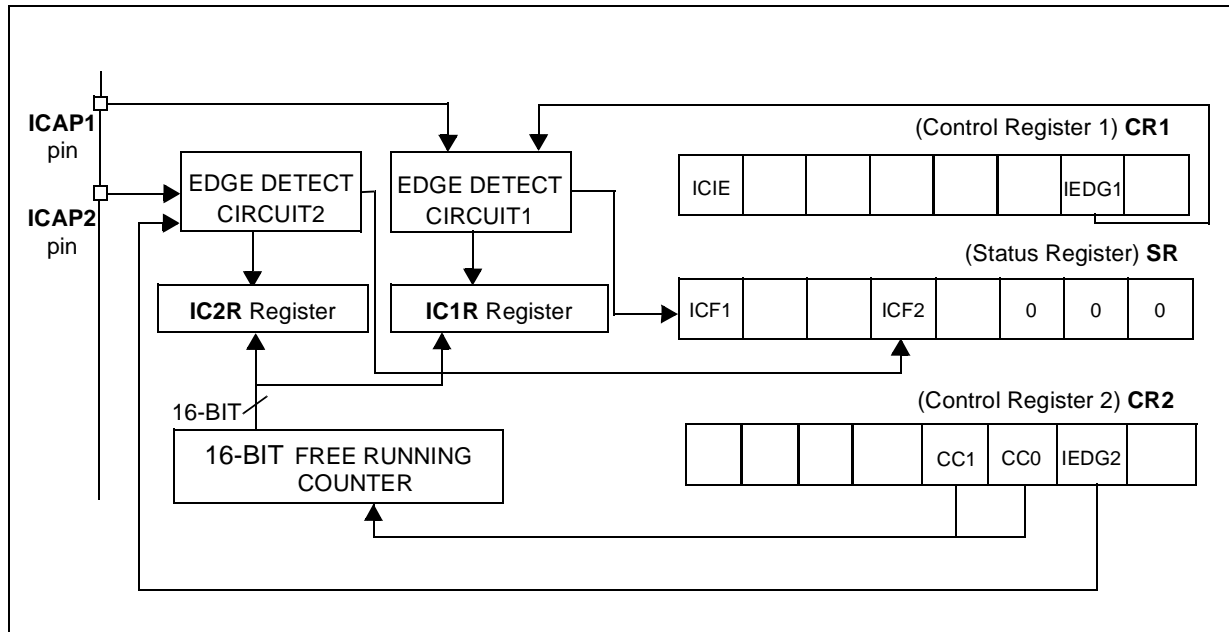 ICAP1
pin
ICAP2
pin
EDGE DETECT
CIRCUIT2
EDGE DETECT
CIRCUIT1
IC2R Register
IC1R Register
16-BIT
16-BIT FREE RUNNING
COUNTER
(Control Register 1) CR1
ICIE IEDG1
(Status Register) SR
ICF1 ICF2 0 0 0
(Control Register 2) CR2
CC1 CC0 IEDG2